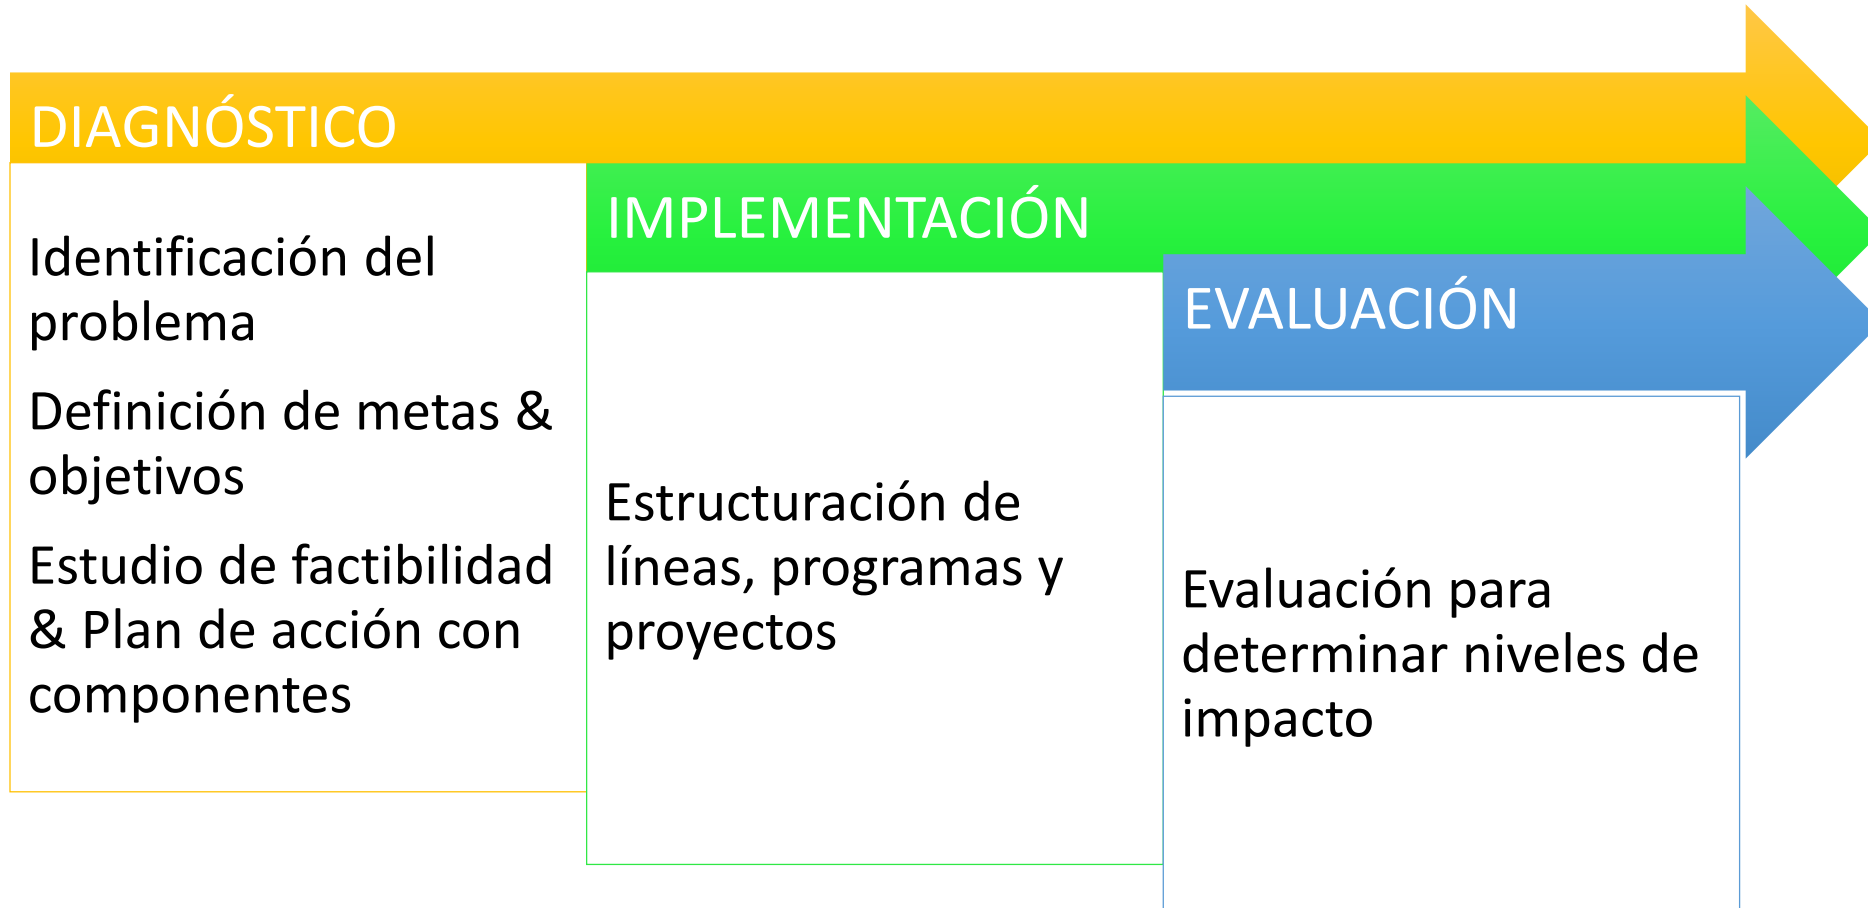 DIAGNÓSTICO
Identificación del
problema
Definición de metas &
objetivos
Estudio de factibilidad
& Plan de acción con
componentes
IMPLEMENTACIÓN
Estructuración de
líneas, programas y
proyectos
EVALUACIÓN
Evaluación para
determinar niveles de
impacto